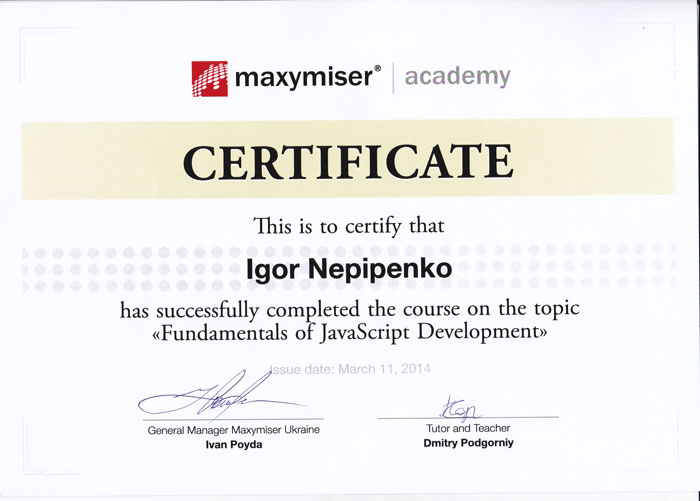 maxymiser® | academy
CERTIFICATE
This is to certify that
Igor Nepipenko
has successfully completed the course on the topic
«Fundamentals of JavaScript Development»
Issue date: March 11, 2014
General Manager Maxymiser Ukraine
Ivan Poyda
Tutor and Teacher
Dmitry Podgorniy